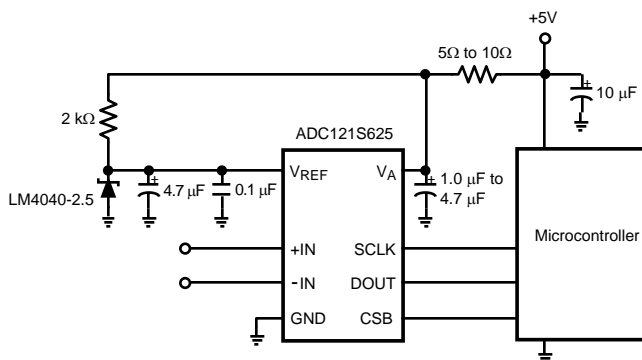 +5V
5Ω to 10Ω
10 µF
2 kΩ
ADC121S625
VREF
VA
LM4040-2.5
4.7 µF
0.1 µF
1.0 µF to
4.7 µF
Microcontroller
+IN
SCLK
-IN
DOUT
GND
CSB
+
+
+